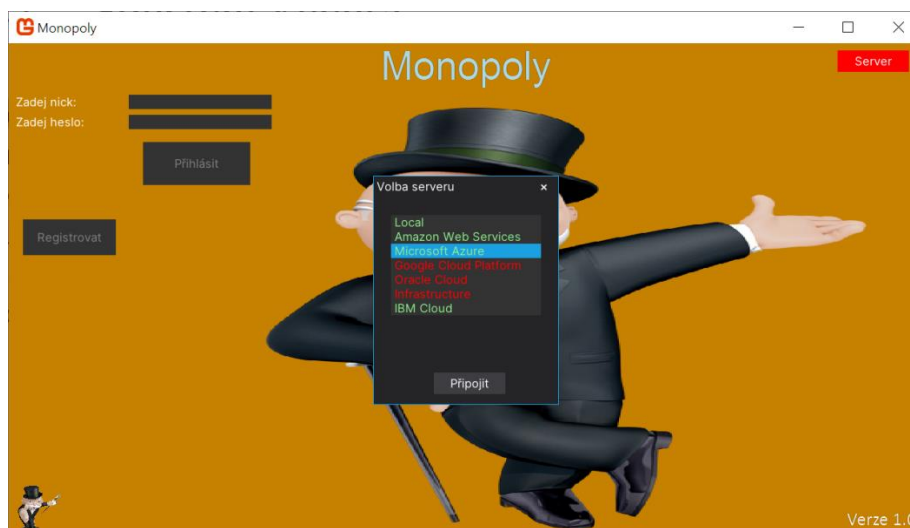 Monopoly
Monopoly
Server
Zadej nick:
Zadej heslo:
Přihlásit
Registrovat
Volba serveru
Local
Amazon Web Services
Microsoft Azure
Google Cloud Platform
Oracle Cloud
Infrastructure
IBM Cloud
Připojit
Verze 1.